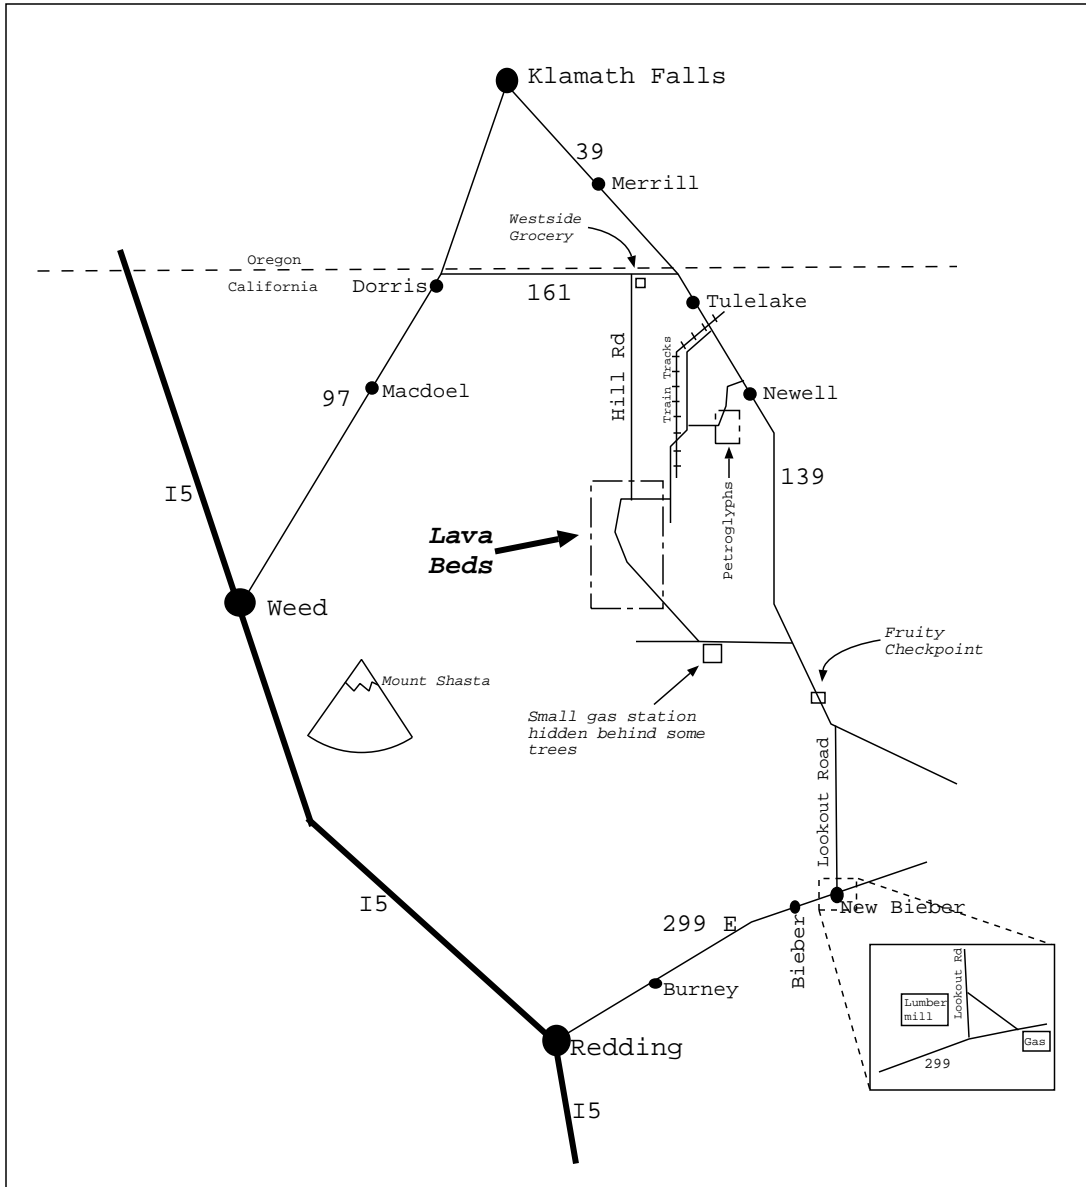 Klamath Falls
39
Merrill
Westside
Grocery
Oregon
California
Dorris
161
Tulelake
Hill Rd
Train Tracks
97
Macdoel
Newell
I5
139
Petroglyphs
Lava
Beds
Weed
Fruity
Checkpoint
Mount Shasta
Small gas station
hidden behind some
trees
Lookout Road
I5
299 E
Bieber
New Bieber
Burney
Redding
Lookout Rd
Lumber
mill
Gas
299
I5